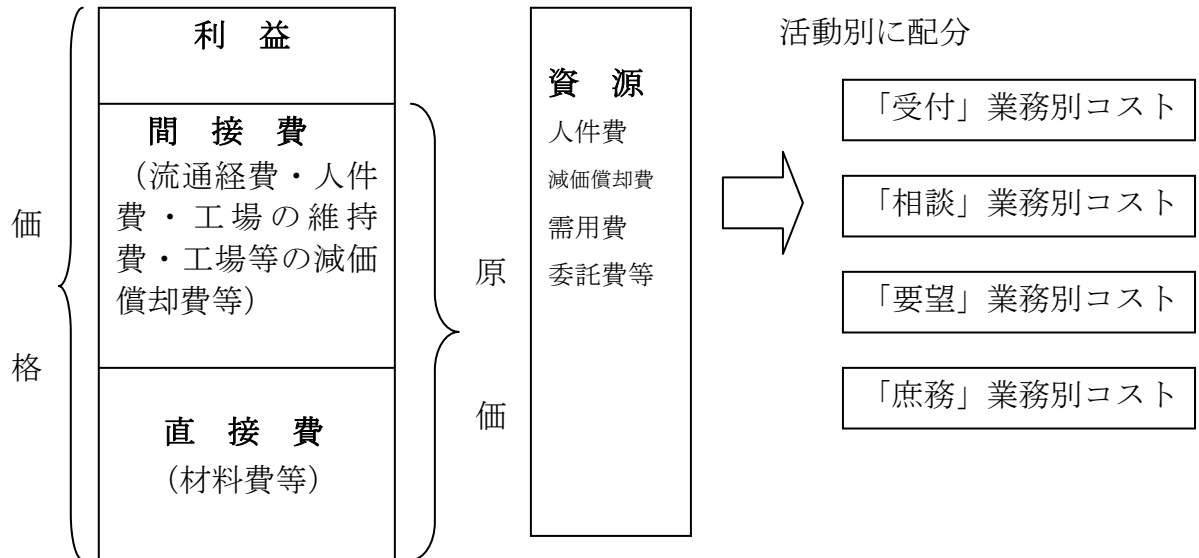 価
格
利　益
間　接　費
（流通経費・人件
費・工場の維持
費・工場等の減価
償却費等）
直　接　費
（材料費等）
原
価
資　源
人件費
減価償却費
需用費
委託費等
活動別に配分
「受付」業務別コスト
「相談」業務別コスト
「要望」業務別コスト
「庶務」業務別コスト